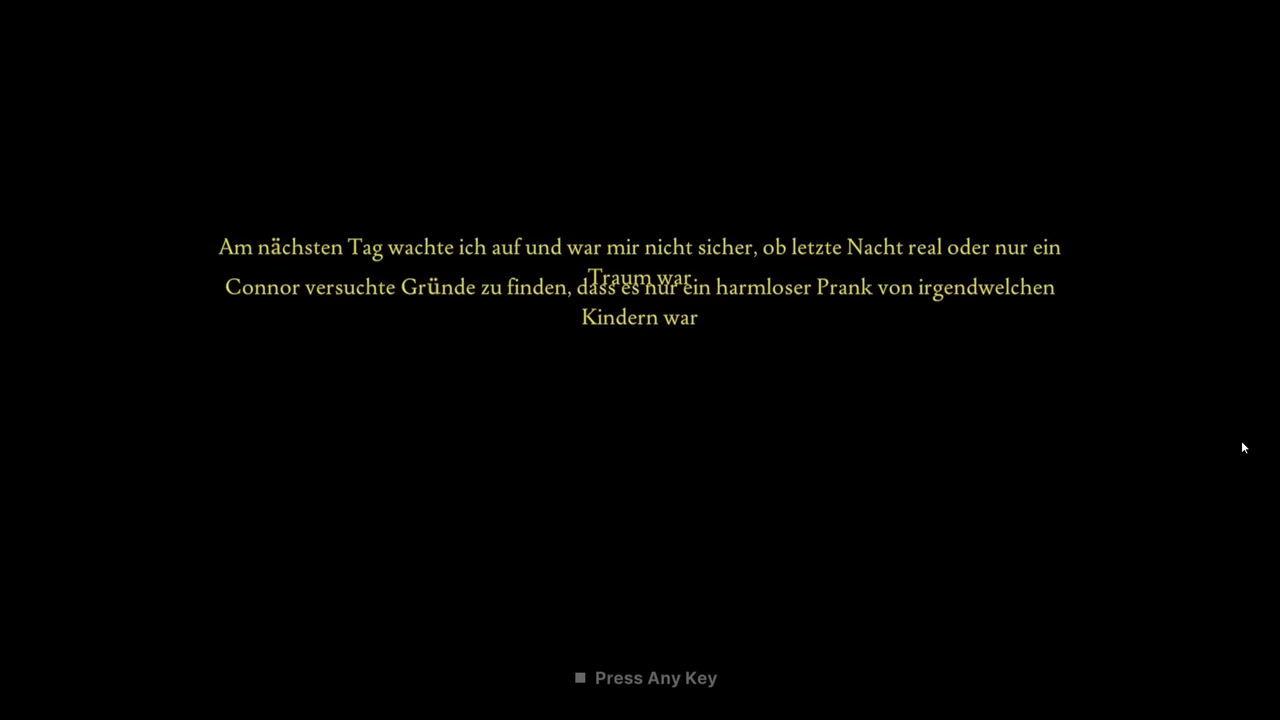 Am nächsten Tag wachte ich auf und war mir nicht sicher, ob letzte Nacht real oder nur ein
Traum war
Connor versuchte Gründe zu finden, dass es nur ein harmloser Prank von irgendwelchen
Kindern war
Press Any Key